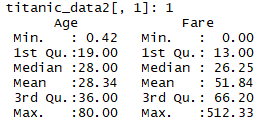 titanic_data2[, 1]: 1
Age Fare
Min. : 0.42 Min. : 0.00
1st Qu.:19.00 1st Qu.: 13.00
Median :28.00 Median : 26.25
Mean :28.34 Mean : 51.84
3rd Qu.:36.00 3rd Qu.: 66.20
Max. :80.00 Max. :512.33